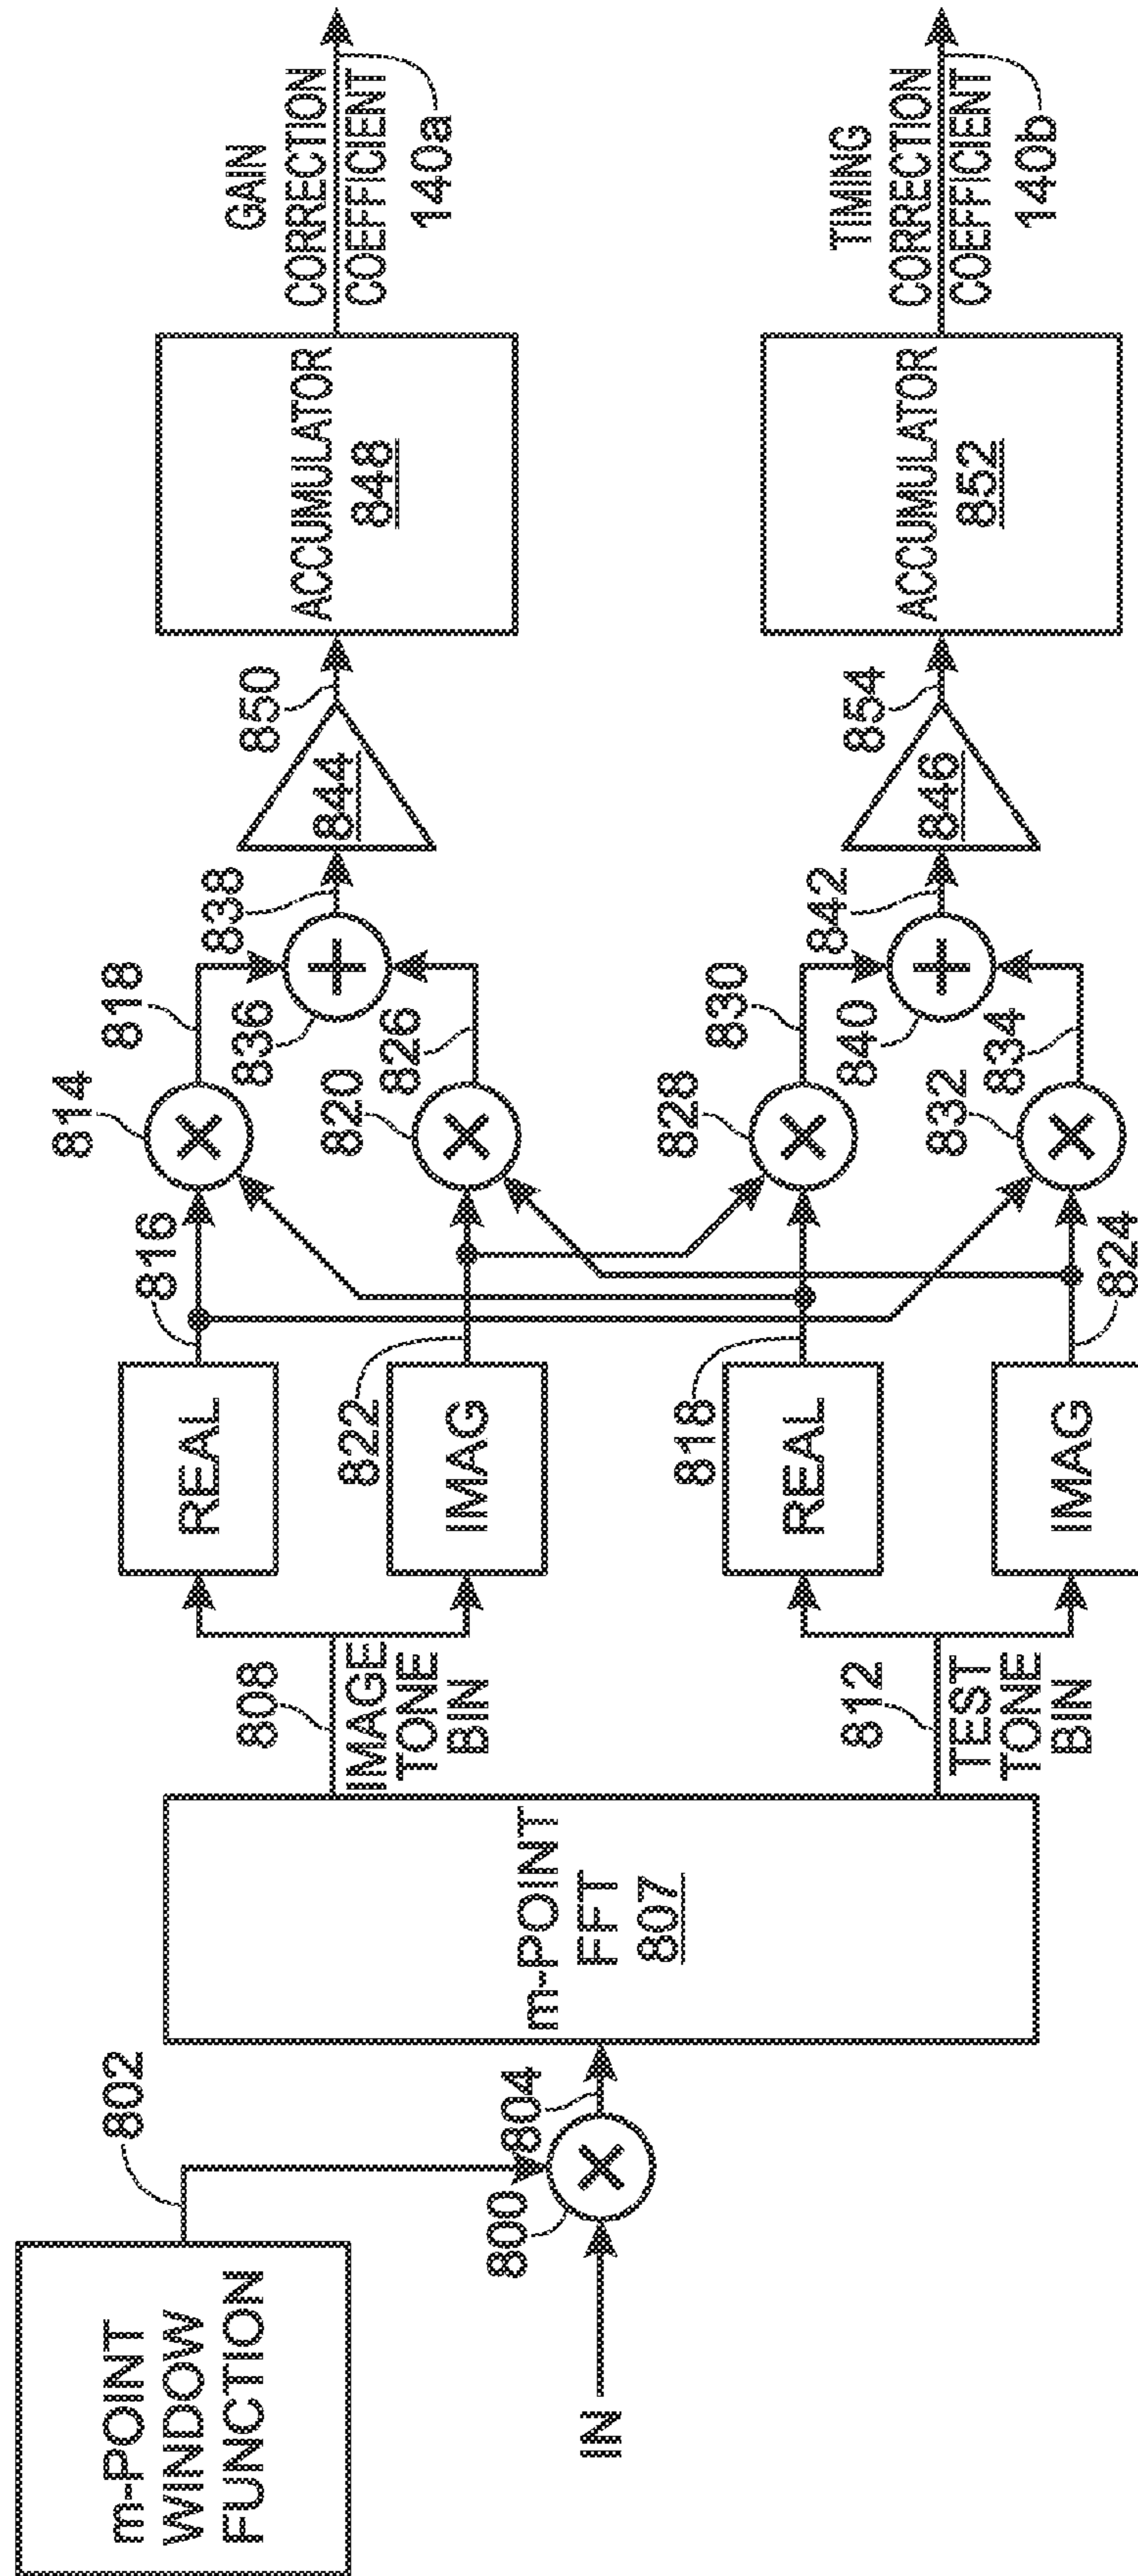 m-POINT
WINDOW
FUNCTION
802
IN
800
804
m-POINT
FFT
807
808
IMAGE
TONE
BIN
812
TEST
TONE
BIN
REAL
IMAG
REAL
IMAG
816
822
818
824
814
818
820
826
828
830
832
834
836
838
840
842
844
846
850
854
ACCUMULATOR
848
ACCUMULATOR
852
GAIN
CORRECTION
COEFFICIENT
140a
TIMING
CORRECTION
COEFFICIENT
140b